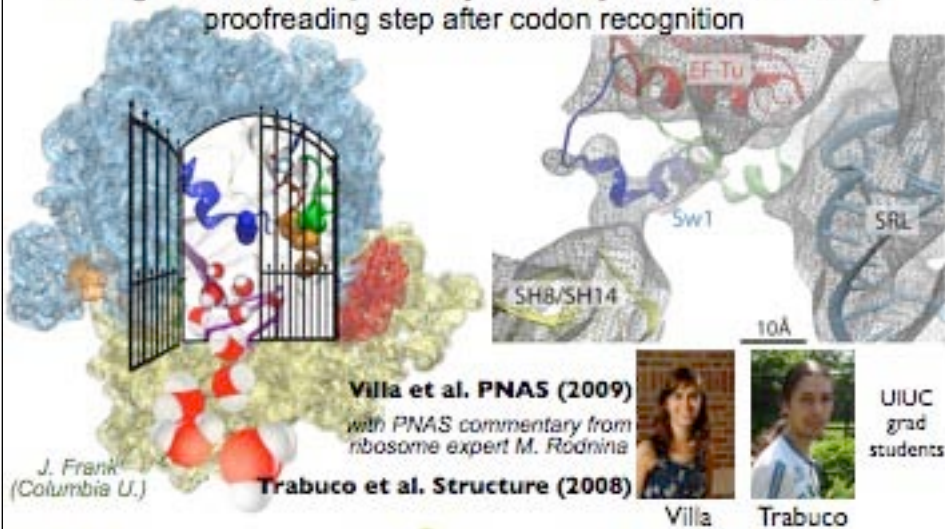 proofreading step after codon recognition
EF-Tu
Sw1
SRL
SH8/SH14
10Å
Villa et al. PNAS (2009)
with PNAS commentary from
ribosome expert M. Rodnina
Trabuco et al. Structure (2008)
J. Frank
(Columbia U.)
UIUC
grad
students
Villa
Trabuco